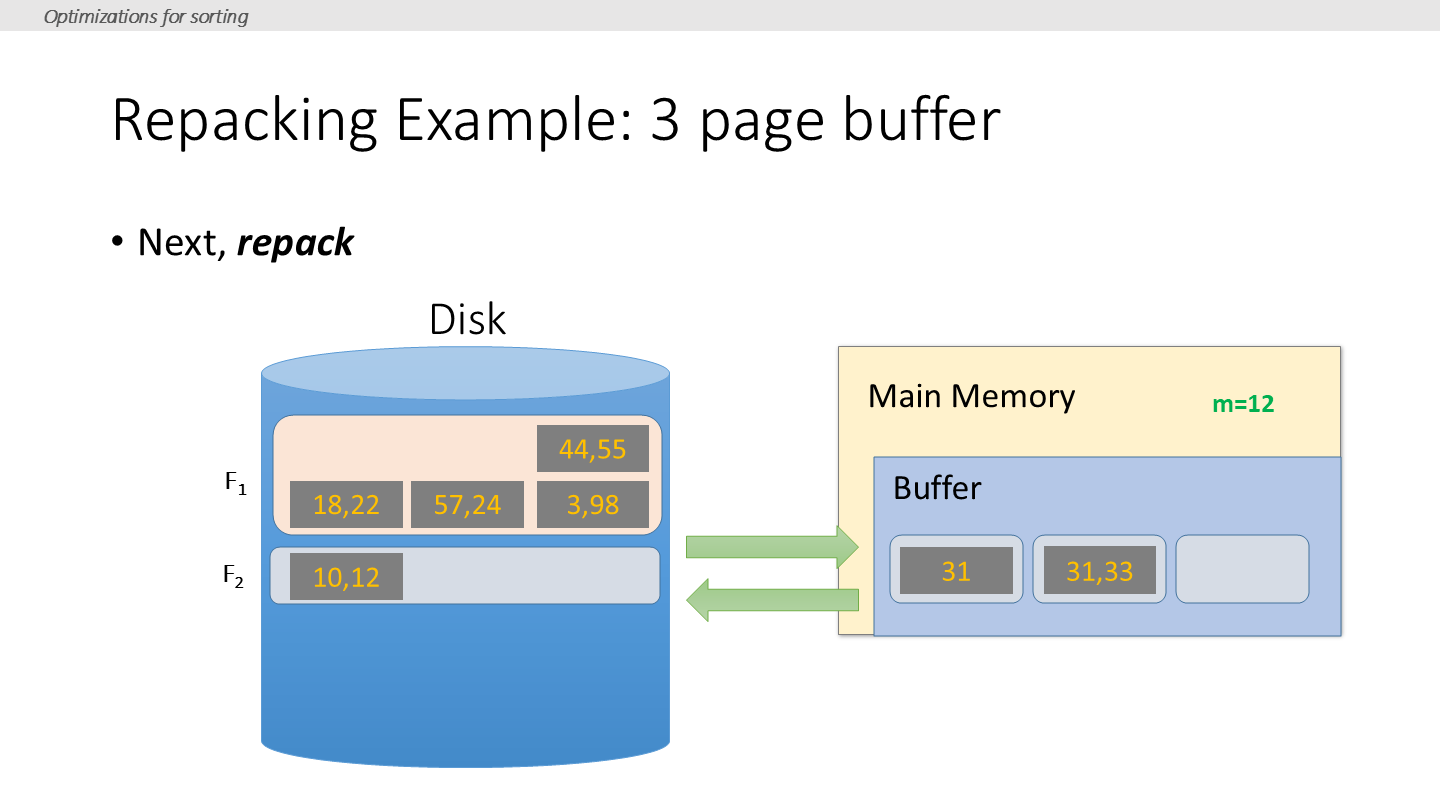 Optimizations for sorting
Repacking Example: 3 page buffer
• Next, repack
Disk
Main Memory
m=12
44,55
F1
18,22
57,24
3,98
Buffer
F2
10,12
31
31,33